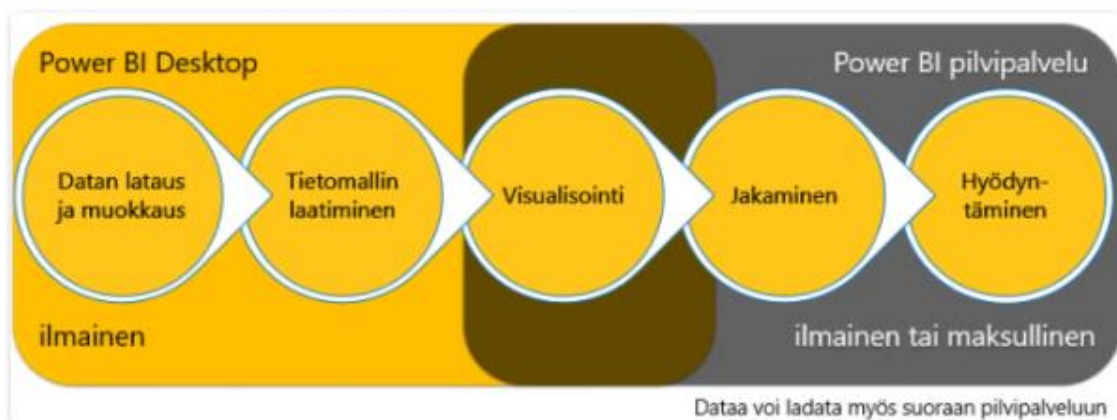 Power BI Desktop
Power BI pilvipalvelu
Datan lataus
ja muokkaus
Tietomallin
laatiminen
Visualisointi
Jakaminen
Hyödyn-
täminen
ilmainen
ilmainen tai maksullinen
Dataa voi ladata myös suoraan pilvipalveluun